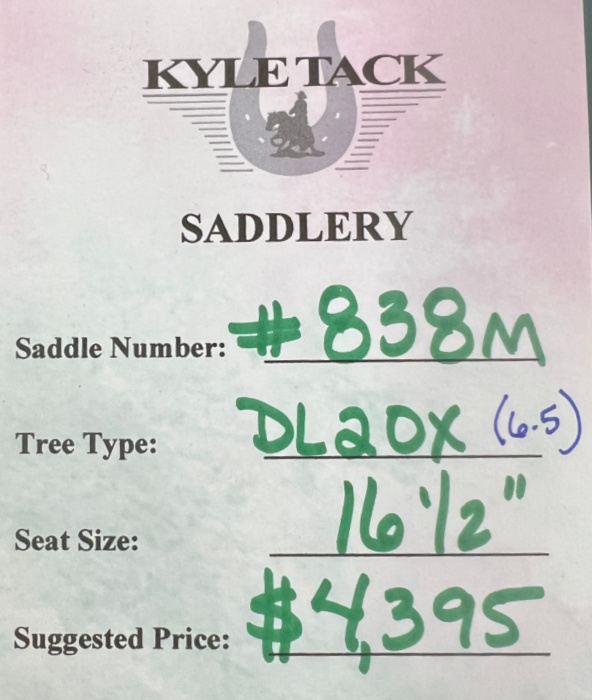 KYLE TACK
SADDLERY
Saddle Number: #838M
Tree Type: DL20X (6.5)
Seat Size: 16 1/2"
Suggested Price: $4,395